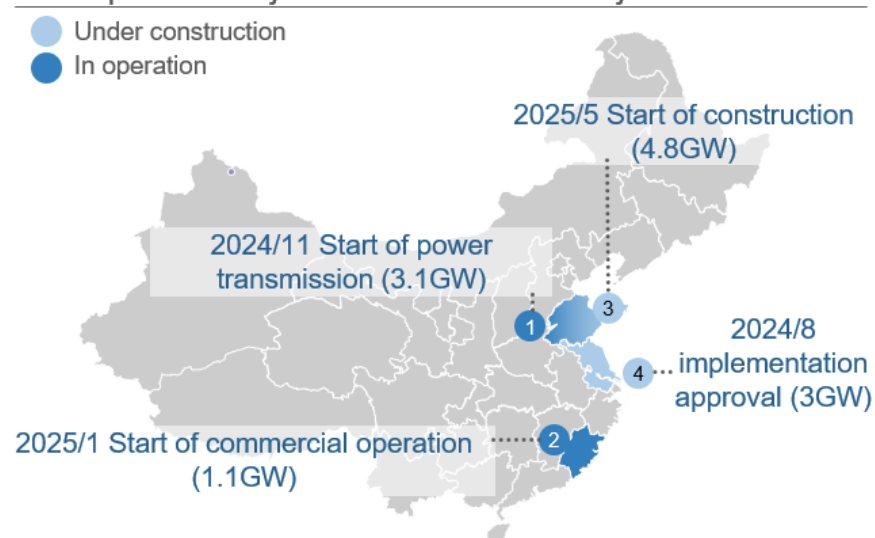 Under construction
In operation
2025/5 Start of construction
(4.8GW)
2024/11 Start of power
transmission (3.1GW)
3
1
2024/8
4
implementation
approval (3GW)
2025/1 Start of commercial operation
2
(1.1GW)